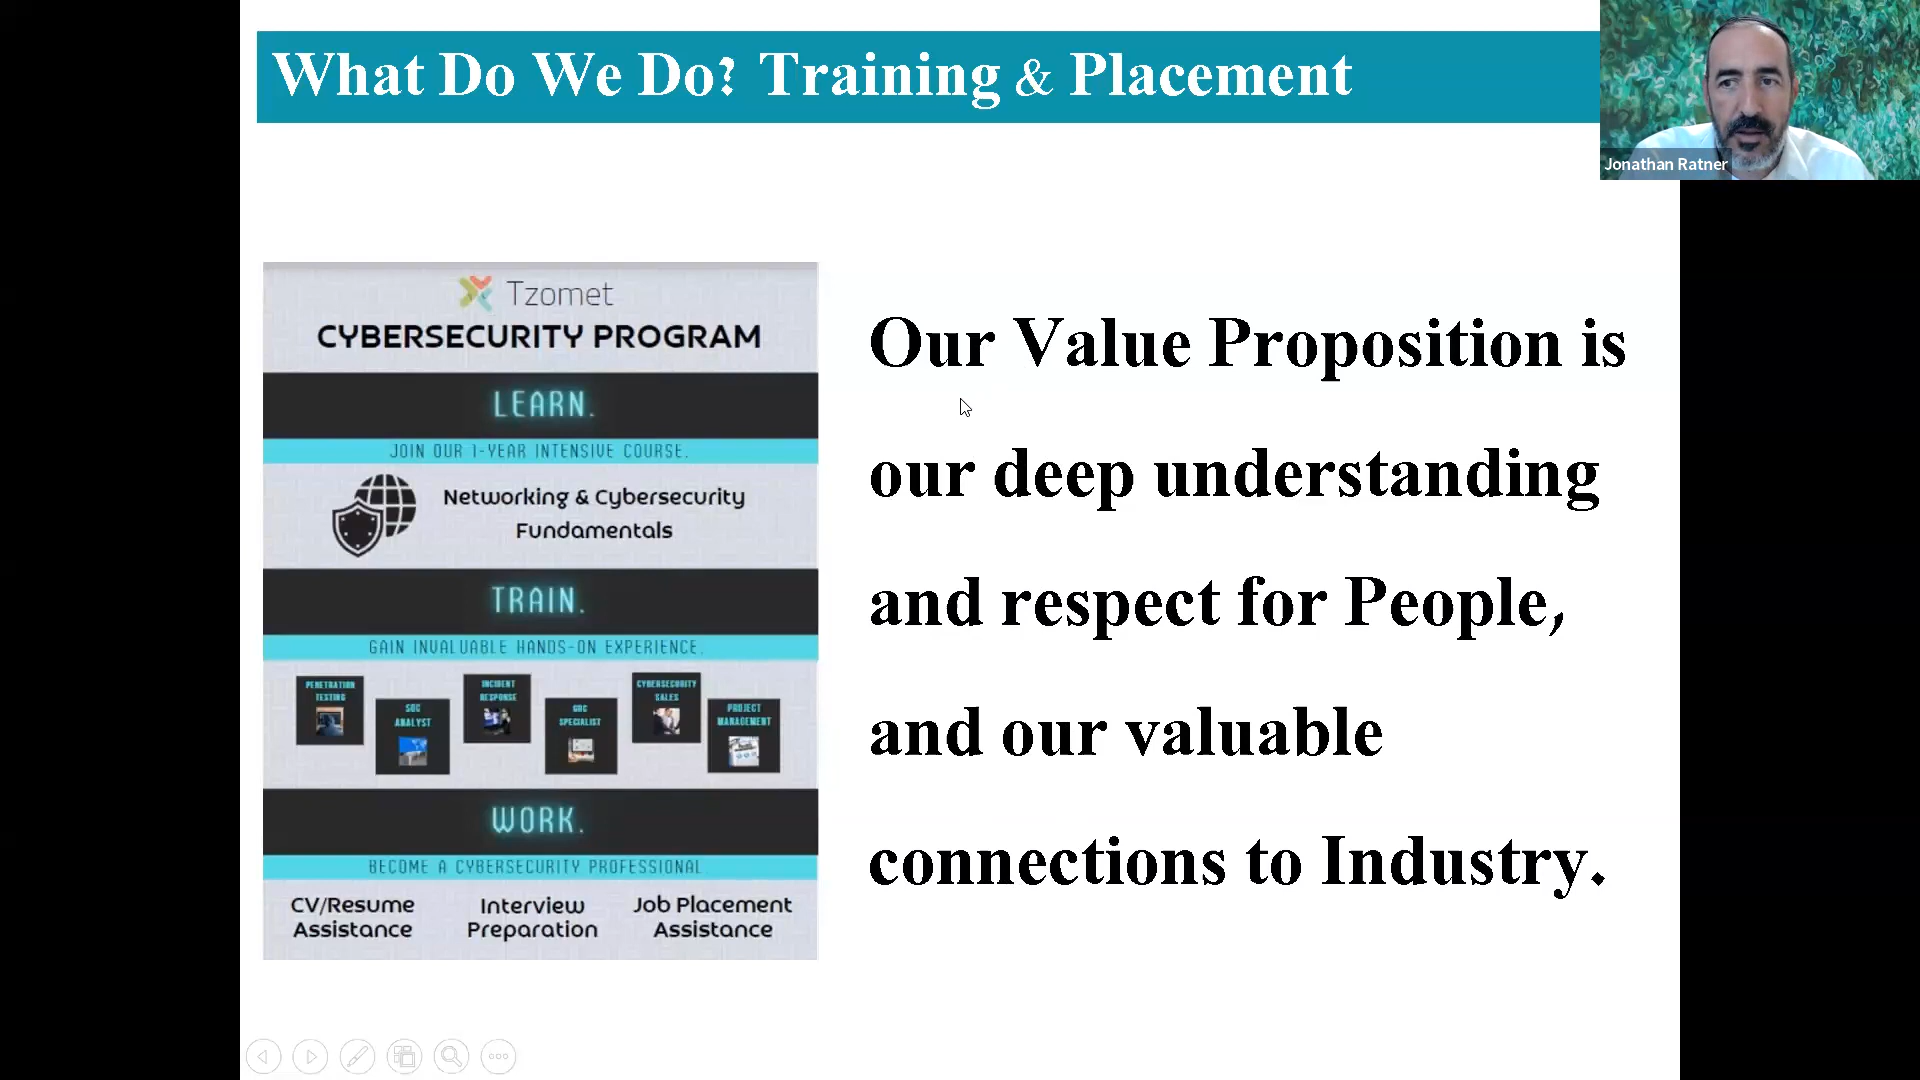 What Do We Do? Training & Placement
Jonathan Ratner
Tzomet
CYBERSECURITY PROGRAM
LEARN.
JOIN OUR 1-YEAR INTENSIVE COURSE.
Networking & Cybersecurity
Fundamentals
TRAIN.
GAIN INVALUABLE HANDS-ON EXPERIENCE.
PENETRATION
TESTING
SOC
ANALYST
INCIDENT
RESPONSE
GRC
SPECIALIST
CYBERSECURITY
SALES
PROJECT
MANAGEMENT
WORK.
BECOME A CYBERSECURITY PROFESSIONAL.
CV/Resume
Assistance
Interview
Preparation
Job Placement
Assistance
Our Value Proposition is
our deep understanding
and respect for People,
and our valuable
connections to Industry.